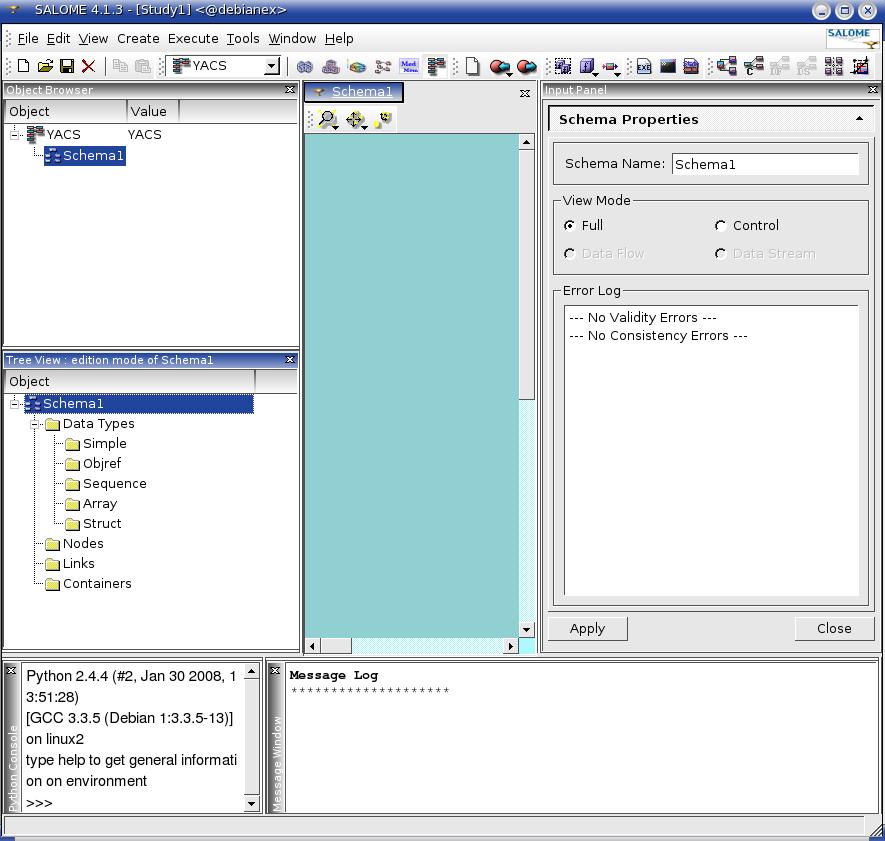 SALOME 4.1.3 - [Study1] <@debianex>
File Edit View Create Execute Tools Window Help
SALOME
YACS
Object Browser
Object Value
YACS YACS
Schema1
Tree View : edition mode of Schema1
Object
Schema1
Data Types
Simple
Objref
Sequence
Array
Struct
Nodes
Links
Containers
Schema1
Input Panel
Schema Properties
Schema Name: Schema1
View Mode
Full Control
Data Flow Data Stream
Error Log
--- No Validity Errors ---
--- No Consistency Errors ---
Apply Close
Python Console
Python 2.4.4 (#2, Jan 30 2008, 1
3:51:28)
[GCC 3.3.5 (Debian 1:3.3.5-13)]
on linux2
type help to get general informati
on on environment
>>>
Message Window
Message Log
********************